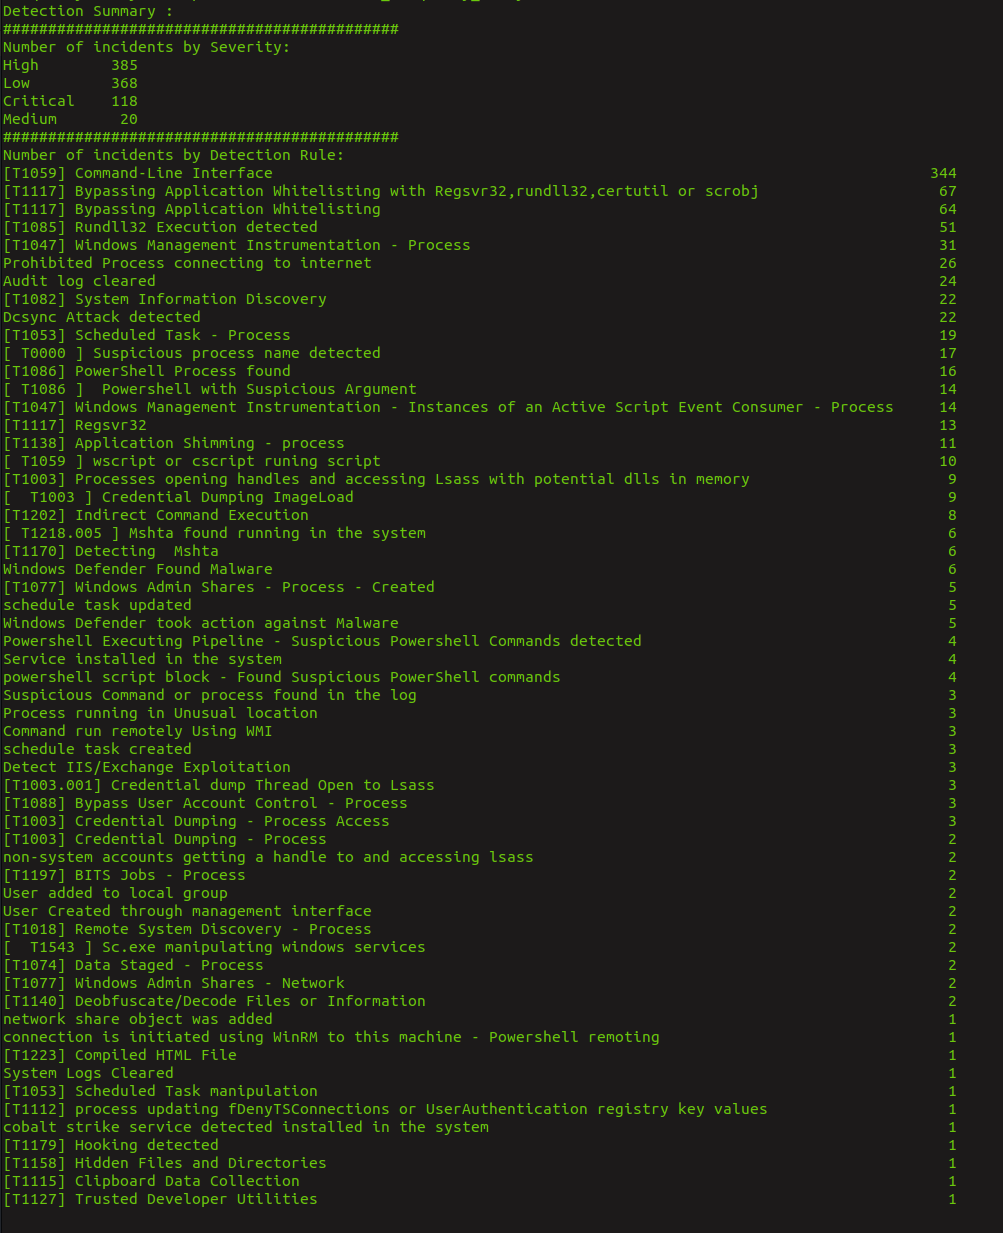 Detection Summary :
############################################
Number of incidents by Severity:
High        385
Low         368
Critical    118
Medium       20
############################################
Number of incidents by Detection Rule:
[T1059] Command-Line Interface 344
[T1117] Bypassing Application Whitelisting with Regsvr32,rundll32,certutil or scrobj 67
[T1117] Bypassing Application Whitelisting 64
[T1085] Rundll32 Execution detected 51
[T1047] Windows Management Instrumentation - Process 31
Prohibited Process connecting to internet 26
Audit log cleared 24
[T1082] System Information Discovery 22
Dcsync Attack detected 22
[T1053] Scheduled Task - Process 19
[ T0000 ] Suspicious process name detected 17
[T1086] PowerShell Process found 16
[ T1086 ]  Powershell with Suspicious Argument 14
[T1047] Windows Management Instrumentation - Instances of an Active Script Event Consumer - Process 14
[T1117] Regsvr32 13
[T1138] Application Shimming - process 11
[ T1059 ] wscript or cscript runing script 10
[T1003] Processes opening handles and accessing Lsass with potential dlls in memory 9
[  T1003 ] Credential Dumping ImageLoad 9
[T1202] Indirect Command Execution 8
[ T1218.005 ] Mshta found running in the system 6
[T1170] Detecting  Mshta 6
Windows Defender Found Malware 6
[T1077] Windows Admin Shares - Process - Created 5
schedule task updated 5
Windows Defender took action against Malware 5
Powershell Executing Pipeline - Suspicious Powershell Commands detected 4
Service installed in the system 4
powershell script block - Found Suspicious PowerShell commands 4
Suspicious Command or process found in the log 3
Process running in Unusual location 3
Command run remotely Using WMI 3
schedule task created 3
Detect IIS/Exchange Exploitation 3
[T1003.001] Credential dump Thread Open to Lsass 3
[T1088] Bypass User Account Control - Process 3
[T1003] Credential Dumping - Process Access 3
[T1003] Credential Dumping - Process 2
non-system accounts getting a handle to and accessing lsass 2
[T1197] BITS Jobs - Process 2
User added to local group 2
User Created through management interface 2
[T1018] Remote System Discovery - Process 2
[  T1543 ] Sc.exe manipulating windows services 2
[T1074] Data Staged - Process 2
[T1077] Windows Admin Shares - Network 2
[T1140] Deobfuscate/Decode Files or Information 2
network share object was added 1
connection is initiated using WinRM to this machine - Powershell remoting 1
[T1223] Compiled HTML File 1
System Logs Cleared 1
[T1053] Scheduled Task manipulation 1
[T1112] process updating fDenyTSConnections or UserAuthentication registry key values 1
cobalt strike service detected installed in the system 1
[T1179] Hooking detected 1
[T1158] Hidden Files and Directories 1
[T1115] Clipboard Data Collection 1
[T1127] Trusted Developer Utilities 1